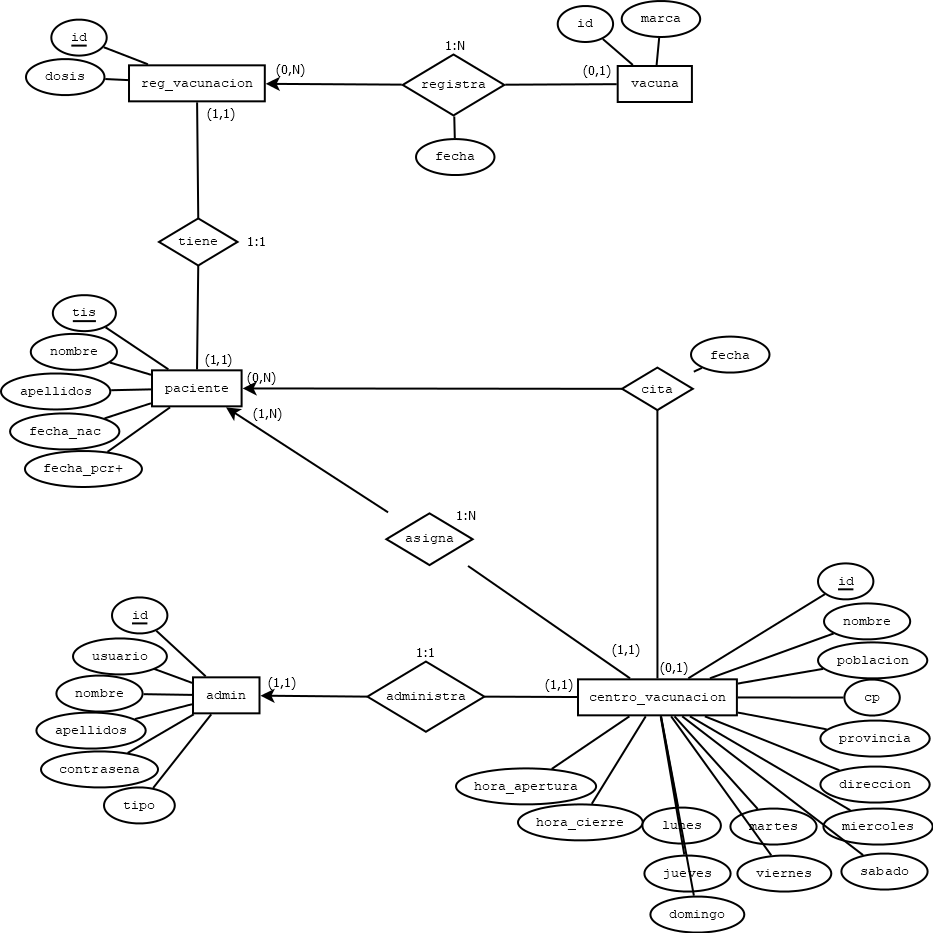 id
marca
1:N
id
dosis
reg_vacunacion
(0,N)
registra
(0,1)
vacuna
(1,1)
fecha
tiene
1:1
tis
nombre
(1,1)
fecha
apellidos
paciente
(0,N)
cita
fecha_nac
(1,N)
fecha_pcr+
1:N
asigna
id
id
nombre
usuario
1:1
(1,1)
poblacion
nombre
admin
(1,1)
administra
(1,1)
(0,1)
centro_vacunacion
cp
apellidos
provincia
contrasena
hora_apertura
direccion
tipo
hora_cierre
lunes
martes
miercoles
jueves
viernes
sabado
domingo